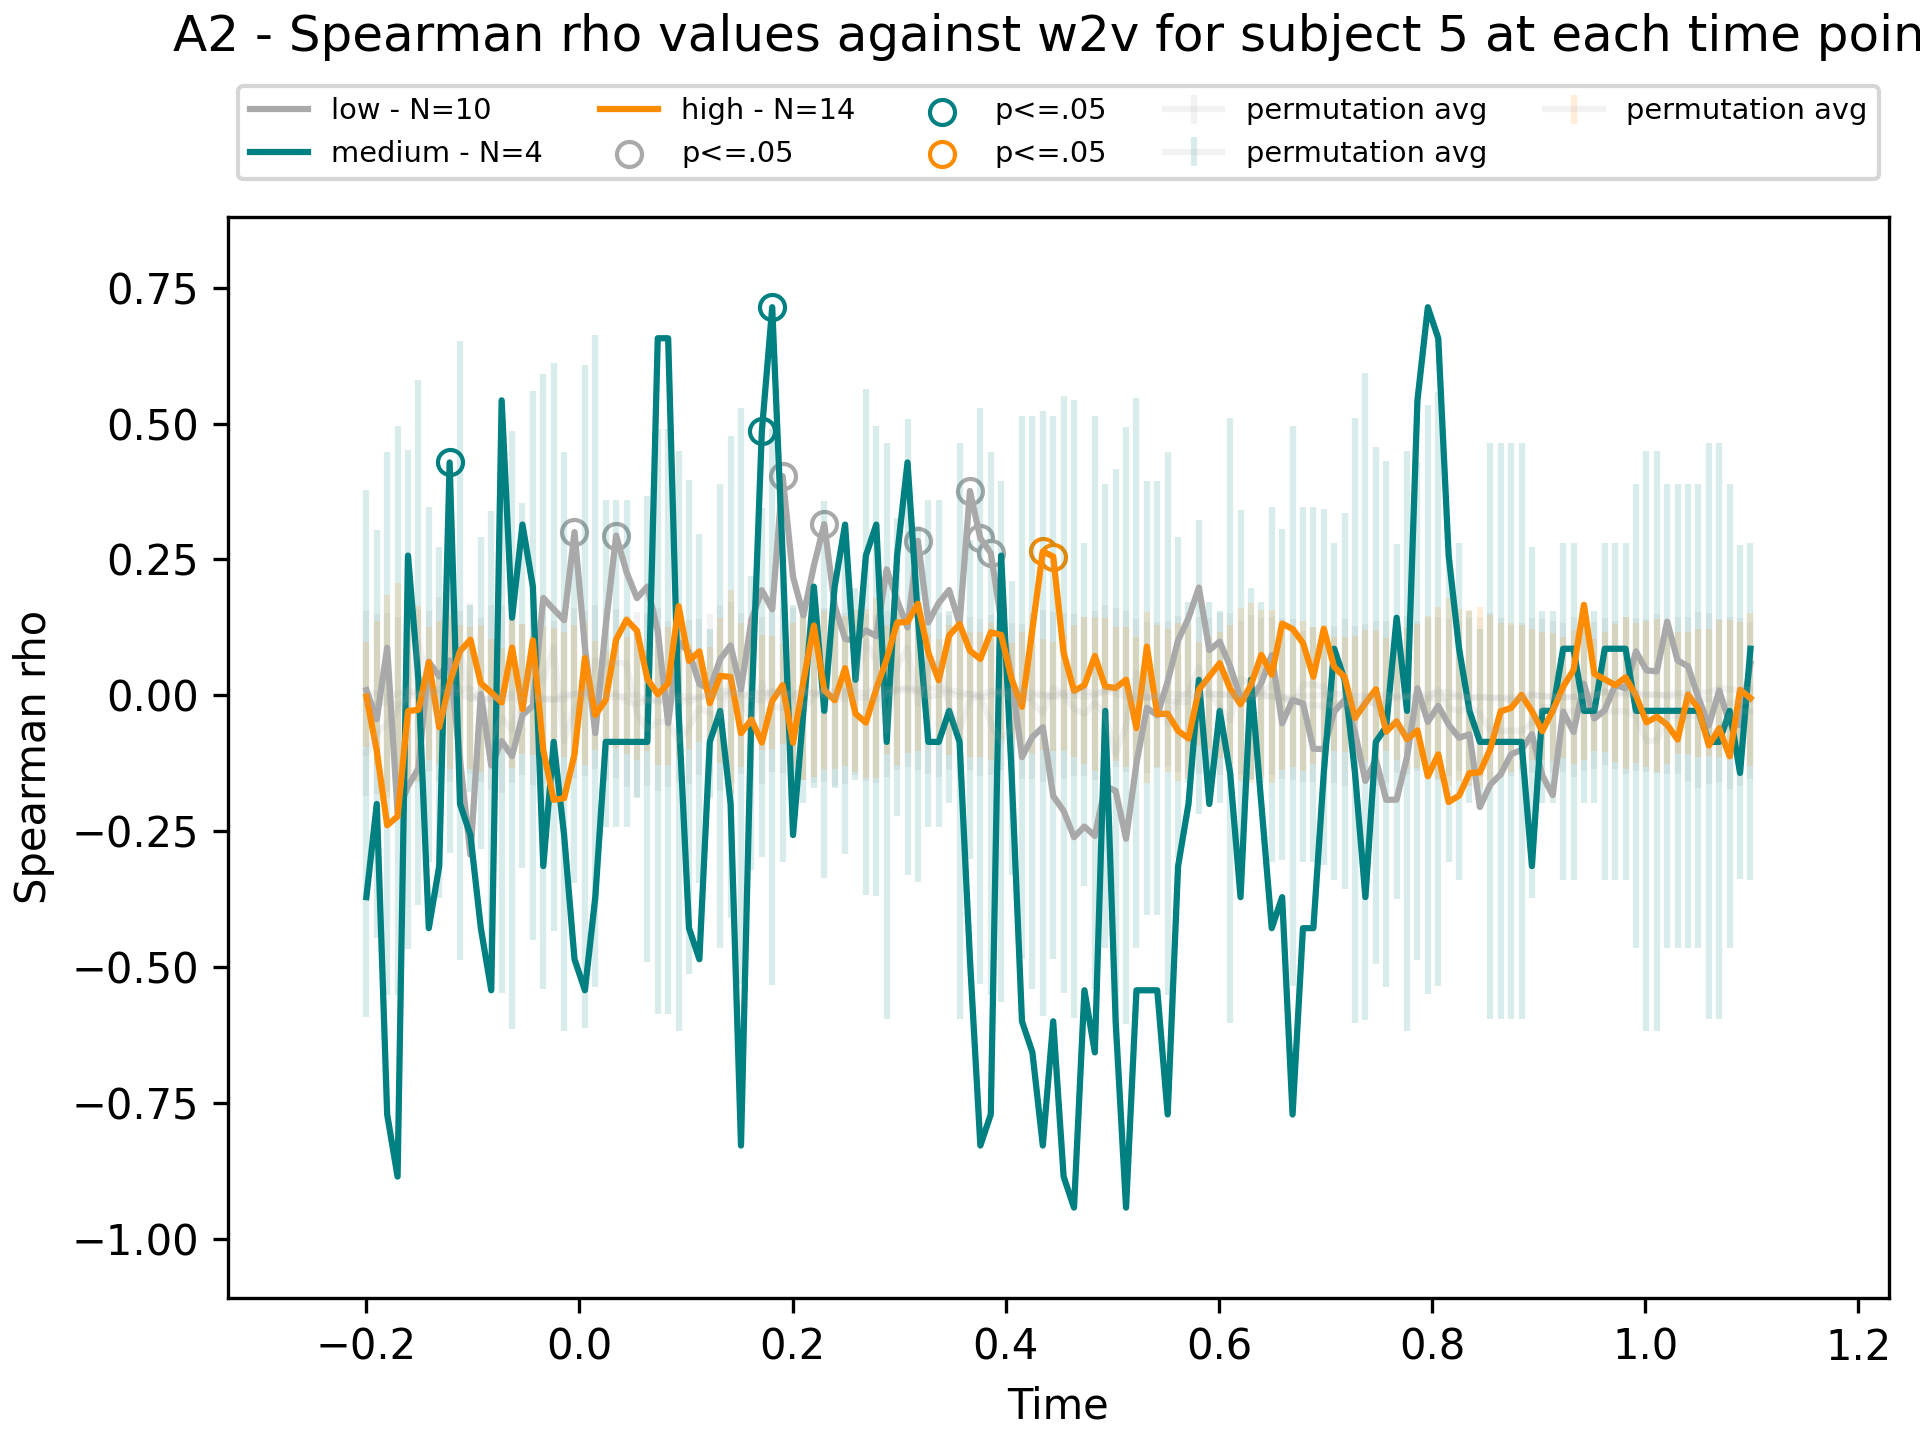 A2 - Spearman rho values against w2v for subject 5 at each time poin
low - N=10 high - N=14 p<=.05 permutation avg permutation avg
medium - N=4 p<=.05 p<=.05 permutation avg
0.75
0.50
0.25
0.00
−0.25
−0.50
−0.75
−1.00
Spearman rho
−0.2 0.0 0.2 0.4 0.6 0.8 1.0 1.2
Time